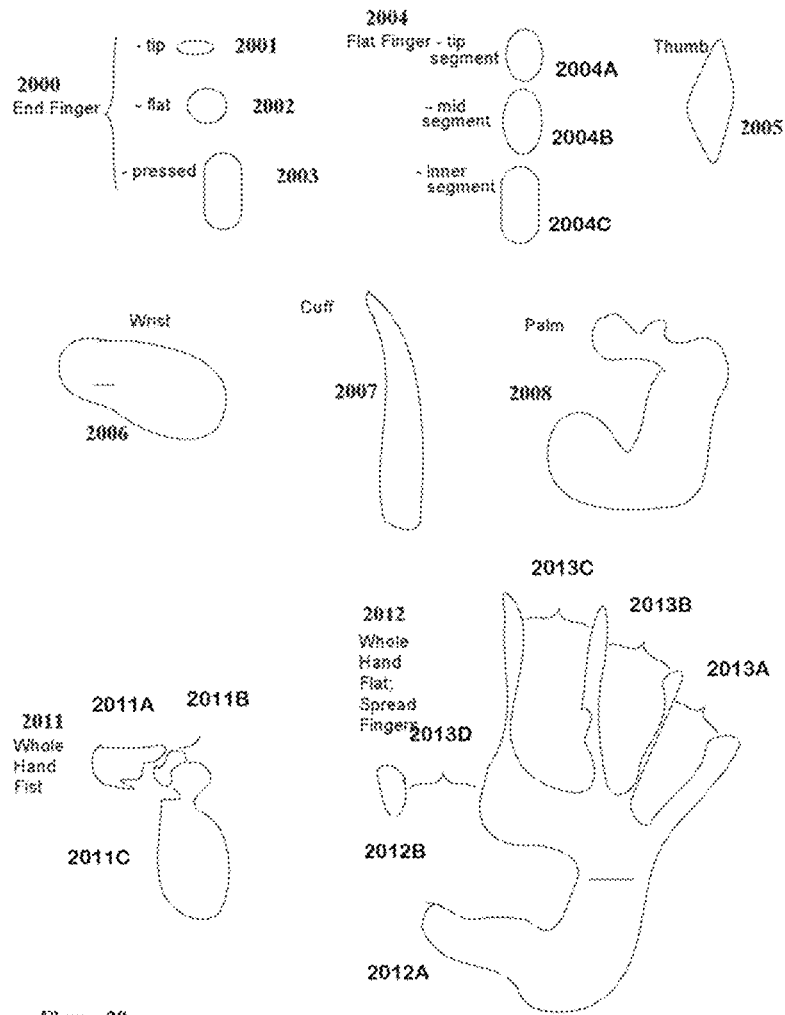 2000
End Finger
- tip 2001
- flat 2002
- pressed 2003
2004
Flat Finger - tip
segment
2004A
- mid
segment
2004B
- inner
segment
2004C
Thumb
2005
Wrist
2006
Cuff
2007
Palm
2008
2011
Whole
Hand
Fist
2011A
2011B
2011C
2012
Whole
Hand
Flat;
Spread
Fingers
2013C
2013B
2013A
2013D
2012B
2012A